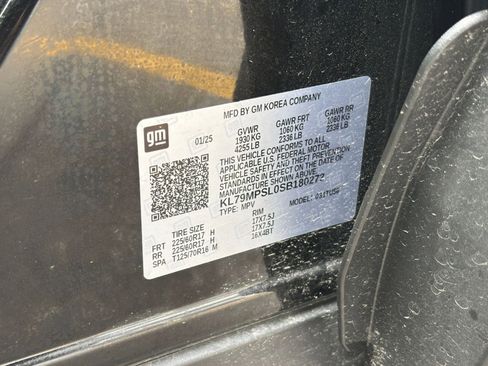 gm
MFD BY GM KOREA COMPANY
01/25 GVWR GAWR FRT GAWR RR
1930 KG 1060 KG 1060 KG
4255 LB 2336 LB 2336 LB
THIS VEHICLE CONFORMS TO ALL
APPLICABLE U.S. FEDERAL MOTOR
VEHICLE SAFETY STANDARDS IN
EFFECT ON THE DATE OF
MANUFACTURE SHOWN ABOVE.
KL79MPSL0SB180272
TYPE: MPV MODEL:
TIRE SIZE RIM
FRT 225/60R17 H 17X7.5J
RR 225/60R17 H 17X7.5J
SPA T125/70R16 M 16X4BT